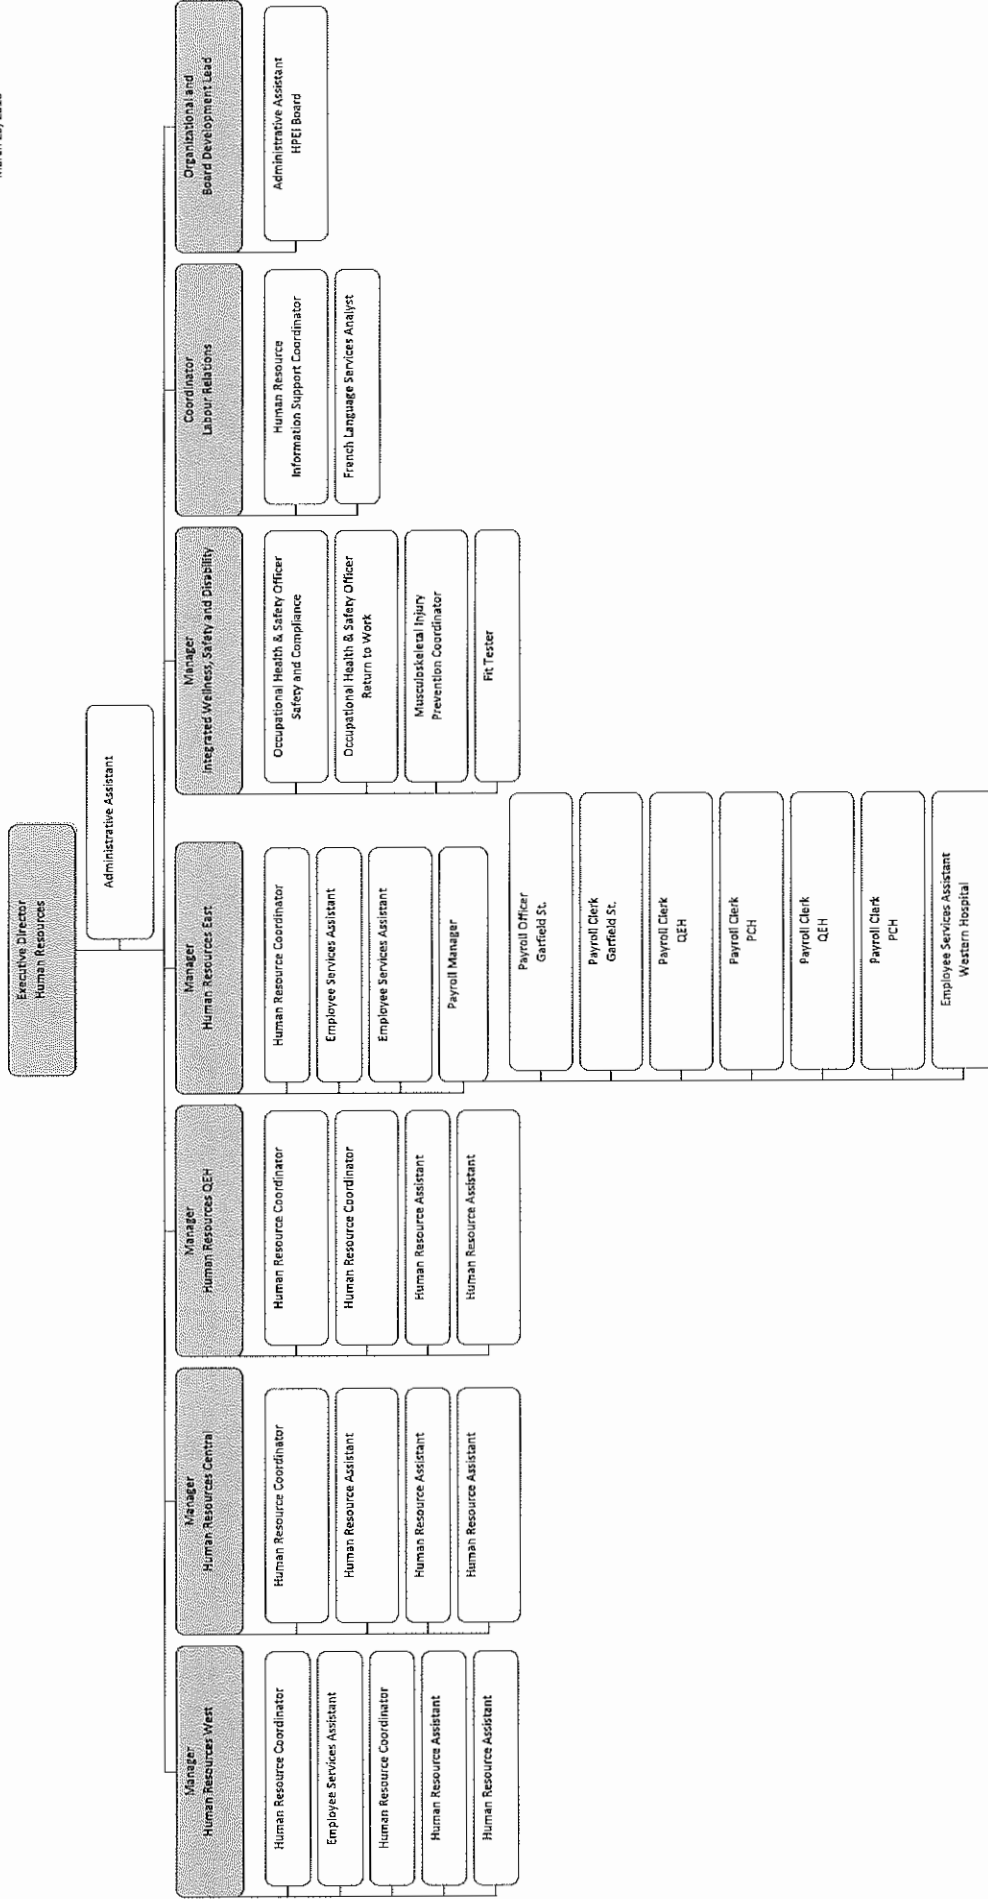 Executive Director
Human Resources
Administrative Assistant
Manager
Human Resources West
Human Resource Coordinator
Employee Services Assistant
Human Resource Coordinator
Human Resource Assistant
Human Resource Assistant
Manager
Human Resources Central
Human Resource Coordinator
Human Resource Assistant
Human Resource Assistant
Human Resource Assistant
Manager
Human Resources QEH
Human Resource Coordinator
Human Resource Coordinator
Human Resource Assistant
Human Resource Assistant
Manager
Human Resources East
Human Resource Coordinator
Employee Services Assistant
Employee Services Assistant
Payroll Manager
Payroll Officer
Garfield St.
Payroll Clerk
Garfield St.
Payroll Clerk
QEH
Payroll Clerk
PCH
Payroll Clerk
QEH
Payroll Clerk
PCH
Employee Services Assistant
Western Hospital
Manager
Integrated Wellness, Safety and Disability
Occupational Health & Safety Officer
Safety and Compliance
Occupational Health & Safety Officer
Return to Work
Musculoskeletal Injury
Prevention Coordinator
Fit Tester
Coordinator
Labour Relations
Human Resource
Information Support Coordinator
French Language Services Analyst
Organizational and
Board Development Lead
Administrative Assistant
HPEI Board